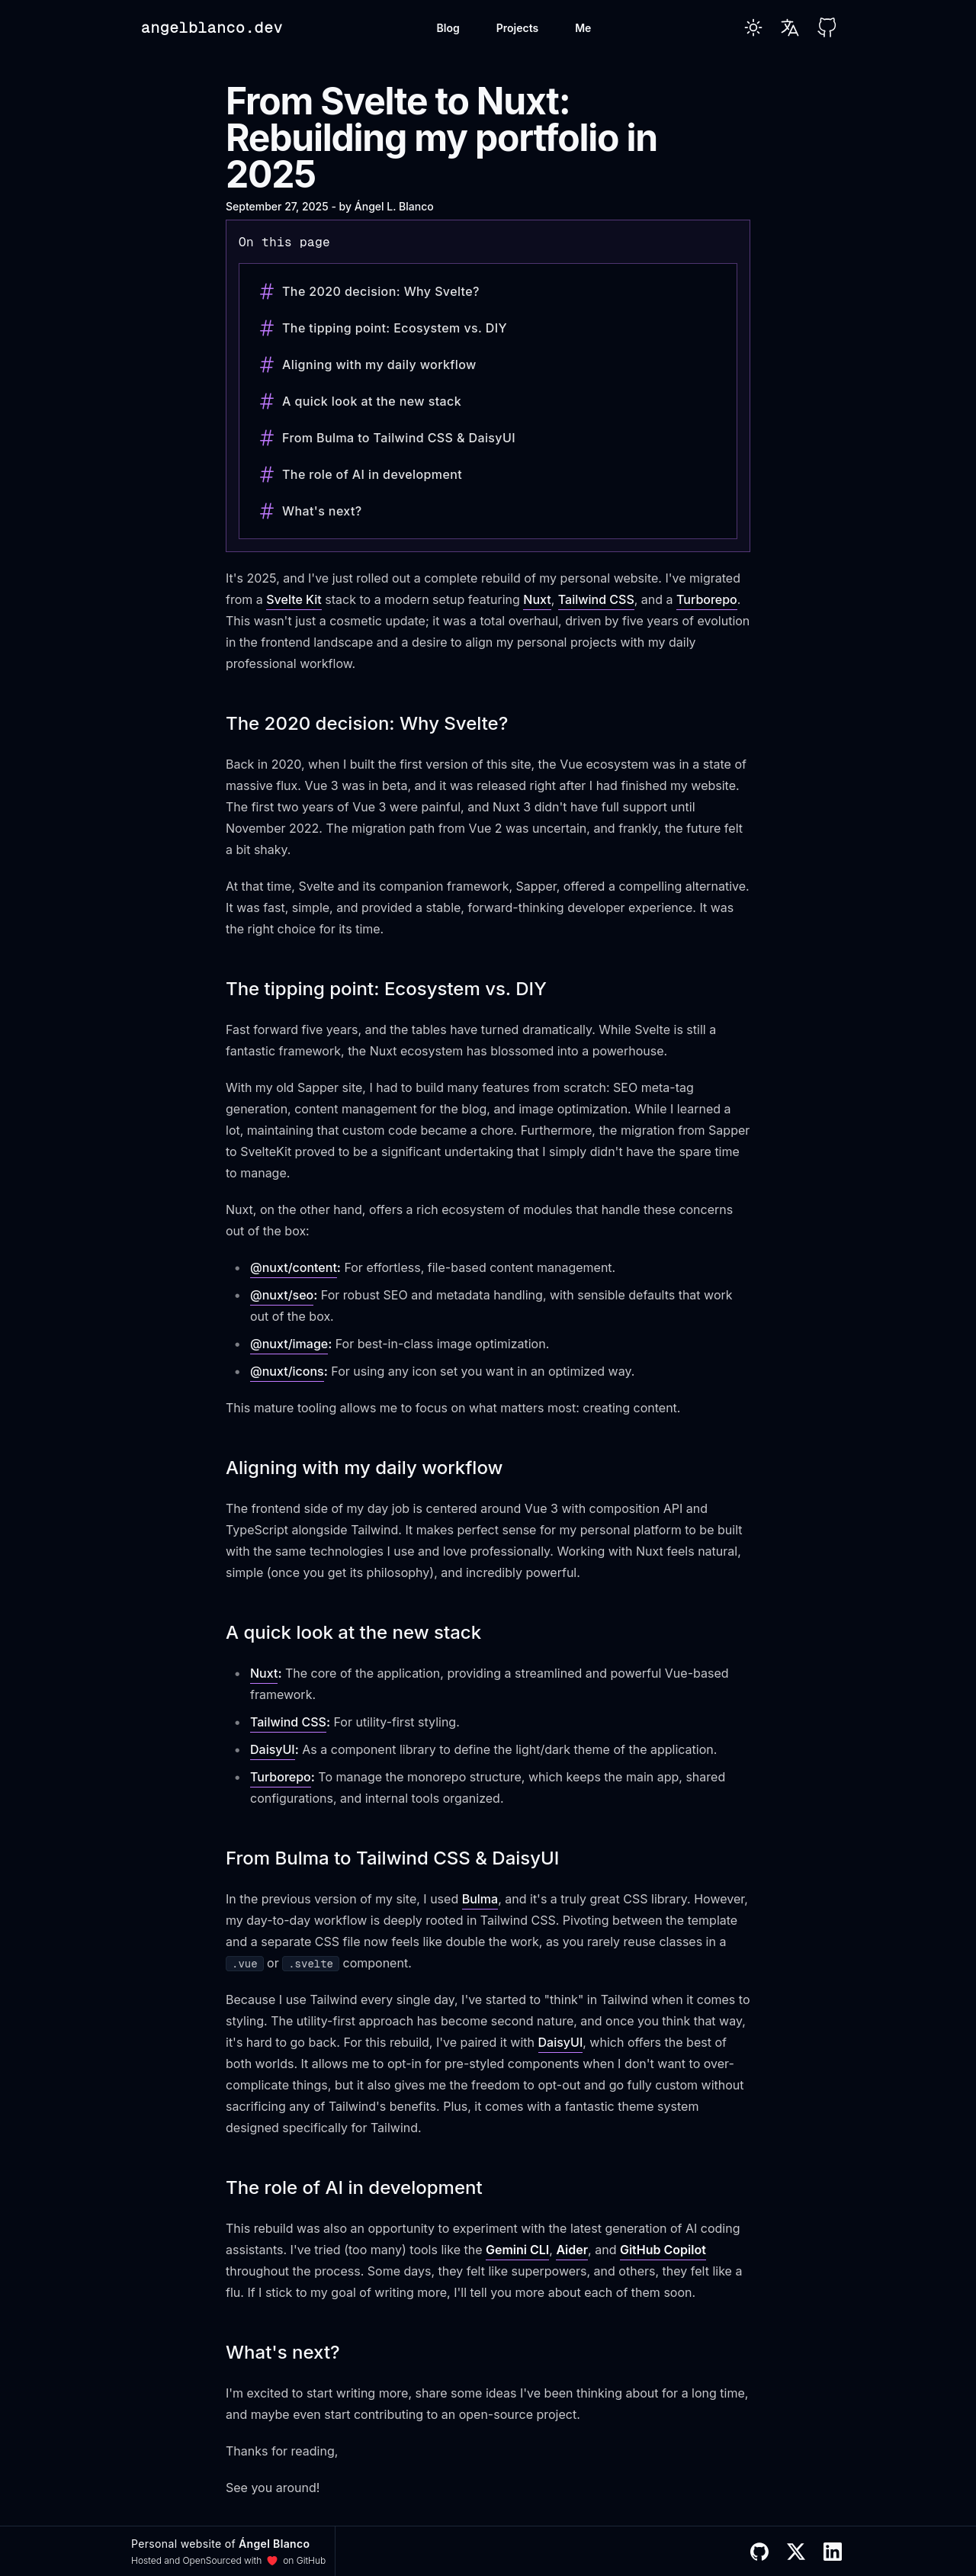 angelblanco.dev
Blog
Projects
Me
From Svelte to Nuxt:
Rebuilding my portfolio in
2025
September 27, 2025 - by Ángel L. Blanco
On this page
# The 2020 decision: Why Svelte?
# The tipping point: Ecosystem vs. DIY
# Aligning with my daily workflow
# A quick look at the new stack
# From Bulma to Tailwind CSS & DaisyUI
# The role of AI in development
# What's next?
It's 2025, and I've just rolled out a complete rebuild of my personal website. I've migrated
from a Svelte Kit stack to a modern setup featuring Nuxt, Tailwind CSS, and a Turborepo.
This wasn't just a cosmetic update; it was a total overhaul, driven by five years of evolution
in the frontend landscape and a desire to align my personal projects with my daily
professional workflow.
The 2020 decision: Why Svelte?
Back in 2020, when I built the first version of this site, the Vue ecosystem was in a state of
massive flux. Vue 3 was in beta, and it was released right after I had finished my website.
The first two years of Vue 3 were painful, and Nuxt 3 didn't have full support until
November 2022. The migration path from Vue 2 was uncertain, and frankly, the future felt
a bit shaky.
At that time, Svelte and its companion framework, Sapper, offered a compelling alternative.
It was fast, simple, and provided a stable, forward-thinking developer experience. It was
the right choice for its time.
The tipping point: Ecosystem vs. DIY
Fast forward five years, and the tables have turned dramatically. While Svelte is still a
fantastic framework, the Nuxt ecosystem has blossomed into a powerhouse.
With my old Sapper site, I had to build many features from scratch: SEO meta-tag
generation, content management for the blog, and image optimization. While I learned a
lot, maintaining that custom code became a chore. Furthermore, the migration from Sapper
to SvelteKit proved to be a significant undertaking that I simply didn't have the spare time
to manage.
Nuxt, on the other hand, offers a rich ecosystem of modules that handle these concerns
out of the box:
• @nuxt/content: For effortless, file-based content management.
• @nuxt/seo: For robust SEO and metadata handling, with sensible defaults that work
out of the box.
• @nuxt/image: For best-in-class image optimization.
• @nuxt/icons: For using any icon set you want in an optimized way.
This mature tooling allows me to focus on what matters most: creating content.
Aligning with my daily workflow
The frontend side of my day job is centered around Vue 3 with composition API and
TypeScript alongside Tailwind. It makes perfect sense for my personal platform to be built
with the same technologies I use and love professionally. Working with Nuxt feels natural,
simple (once you get its philosophy), and incredibly powerful.
A quick look at the new stack
• Nuxt: The core of the application, providing a streamlined and powerful Vue-based
framework.
• Tailwind CSS: For utility-first styling.
• DaisyUI: As a component library to define the light/dark theme of the application.
• Turborepo: To manage the monorepo structure, which keeps the main app, shared
configurations, and internal tools organized.
From Bulma to Tailwind CSS & DaisyUI
In the previous version of my site, I used Bulma, and it's a truly great CSS library. However,
my day-to-day workflow is deeply rooted in Tailwind CSS. Pivoting between the template
and a separate CSS file now feels like double the work, as you rarely reuse classes in a
.vue or .svelte component.
Because I use Tailwind every single day, I've started to "think" in Tailwind when it comes to
styling. The utility-first approach has become second nature, and once you think that way,
it's hard to go back. For this rebuild, I've paired it with DaisyUI, which offers the best of
both worlds. It allows me to opt-in for pre-styled components when I don't want to over-
complicate things, but it also gives me the freedom to opt-out and go fully custom without
sacrificing any of Tailwind's benefits. Plus, it comes with a fantastic theme system
designed specifically for Tailwind.
The role of AI in development
This rebuild was also an opportunity to experiment with the latest generation of AI coding
assistants. I've tried (too many) tools like the Gemini CLI, Aider, and GitHub Copilot
throughout the process. Some days, they felt like superpowers, and others, they felt like a
flu. If I stick to my goal of writing more, I'll tell you more about each of them soon.
What's next?
I'm excited to start writing more, share some ideas I've been thinking about for a long time,
and maybe even start contributing to an open-source project.
Thanks for reading,
See you around!
Personal website of Ángel Blanco
Hosted and OpenSourced with ❤️ on GitHub